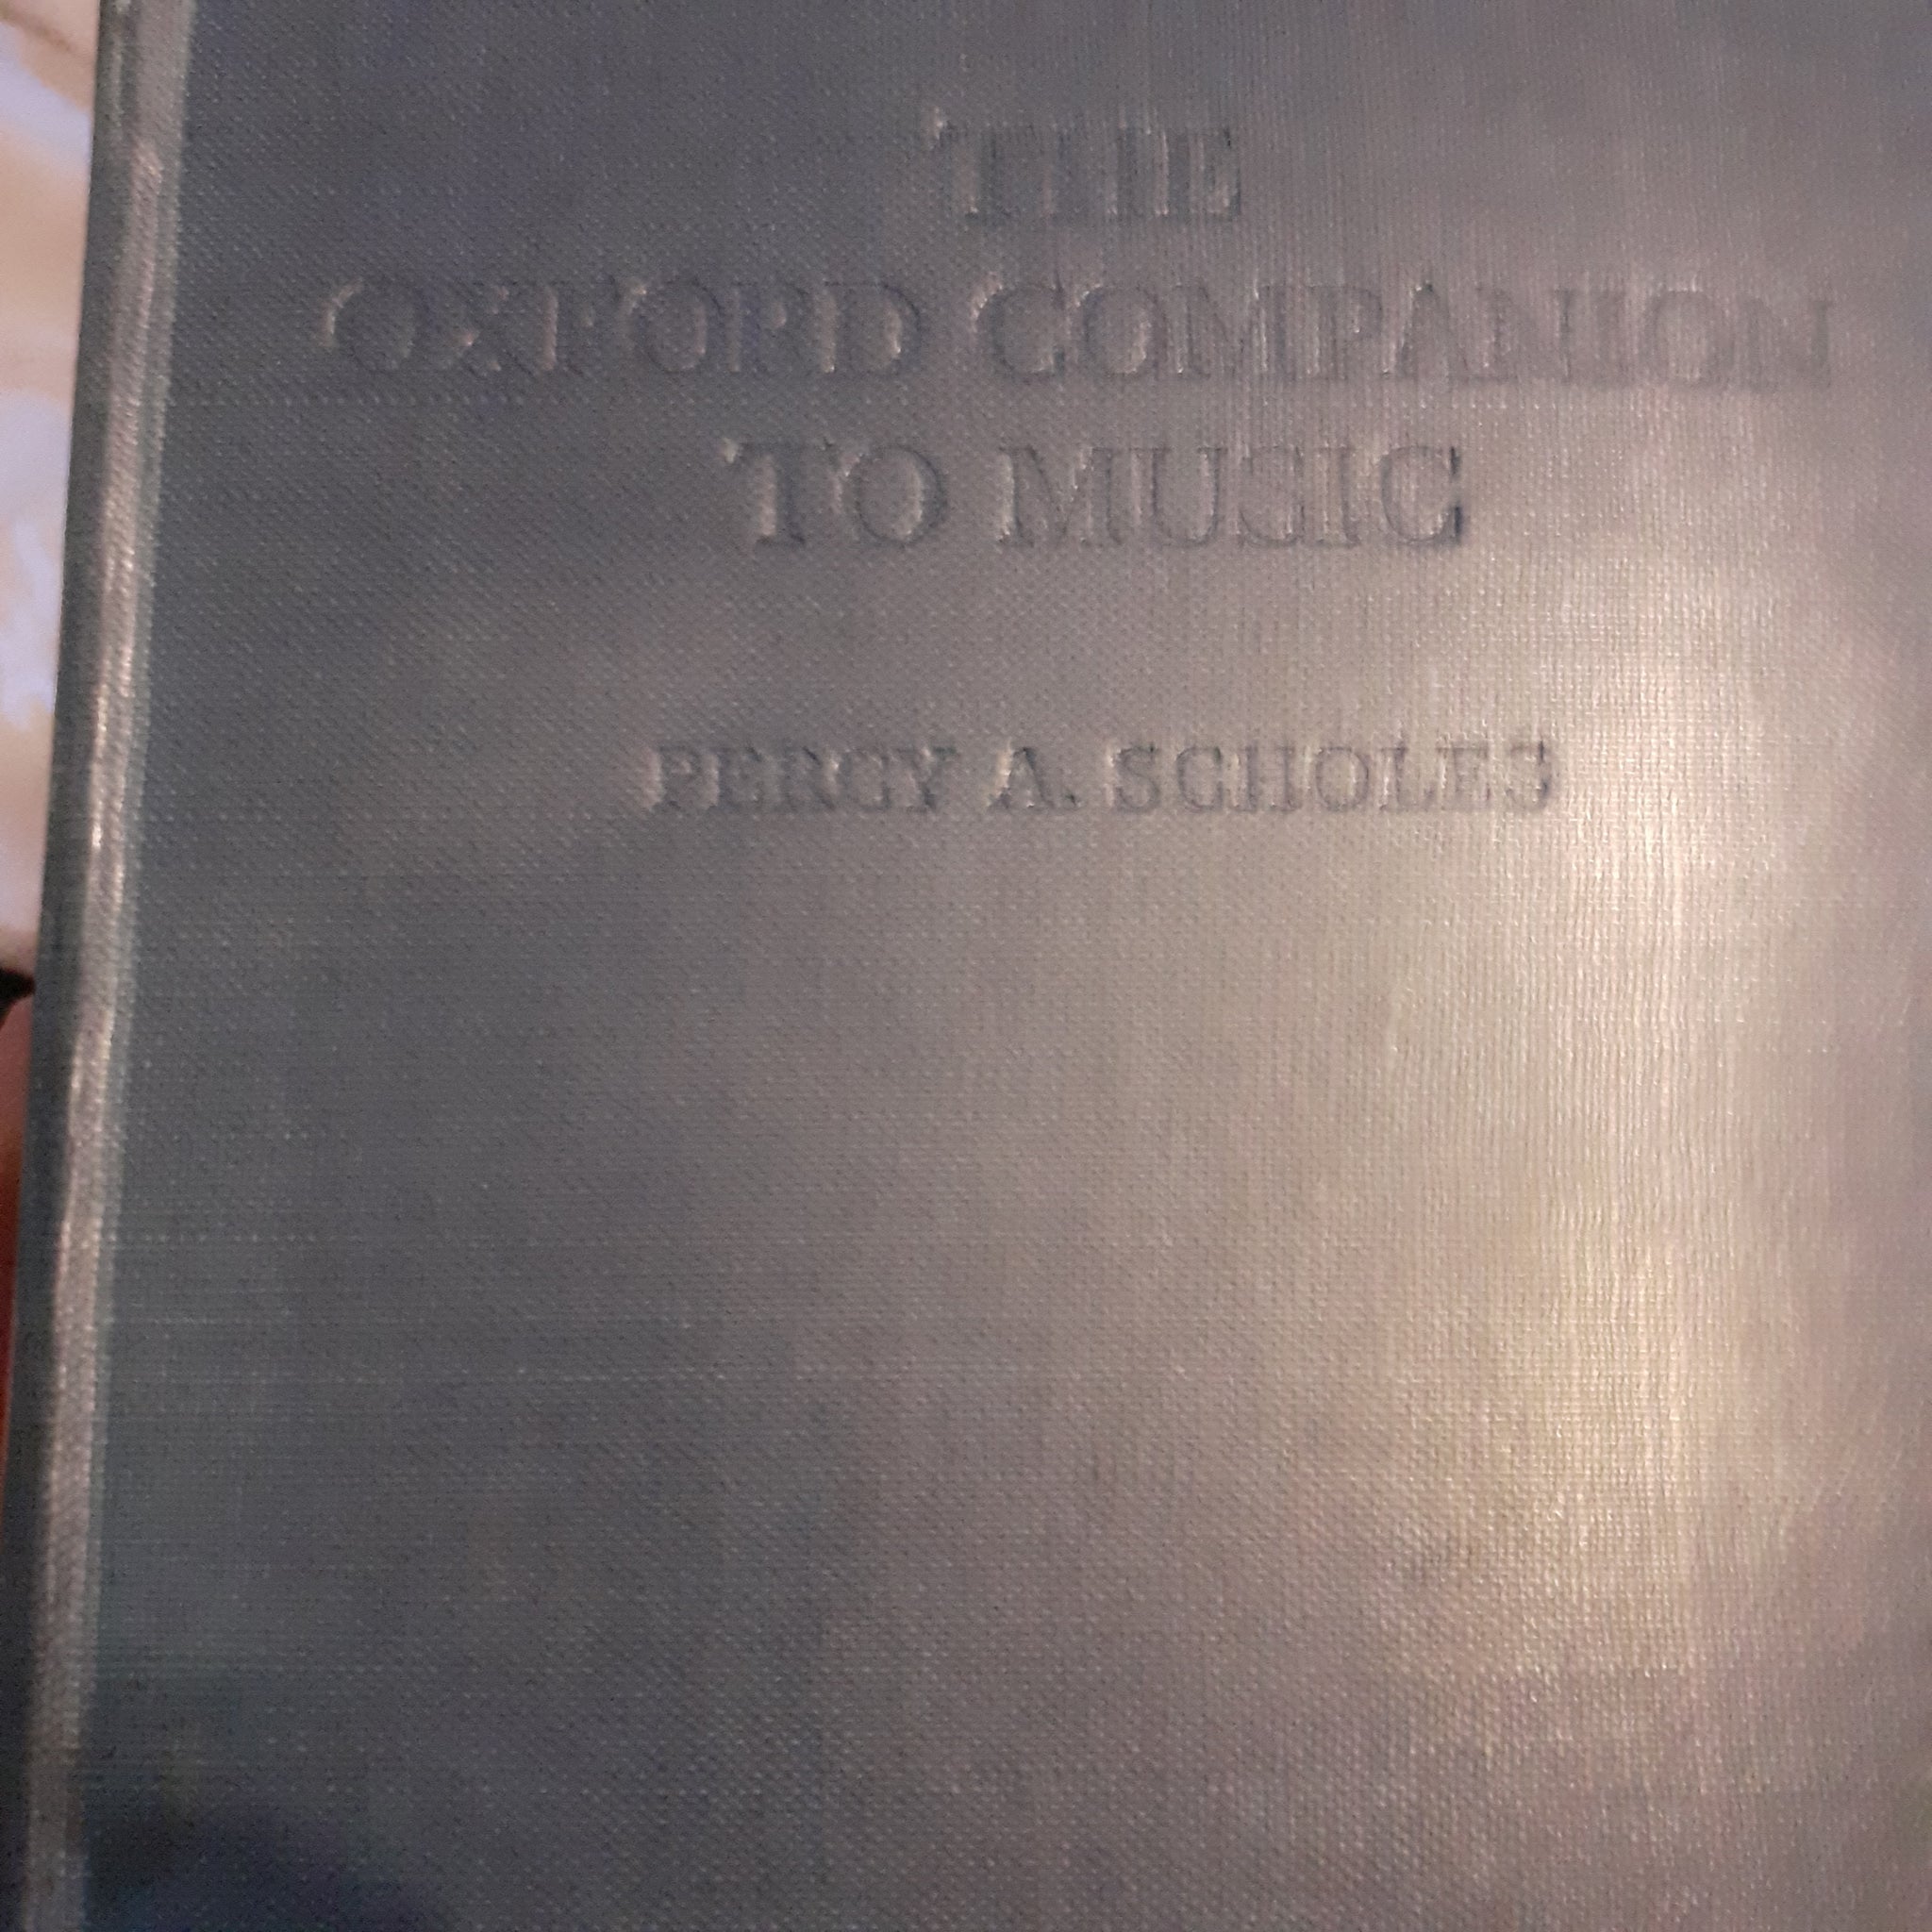 THE
OXFORD COMPANION
TO MUSIC
PERCY A. SCHOLES